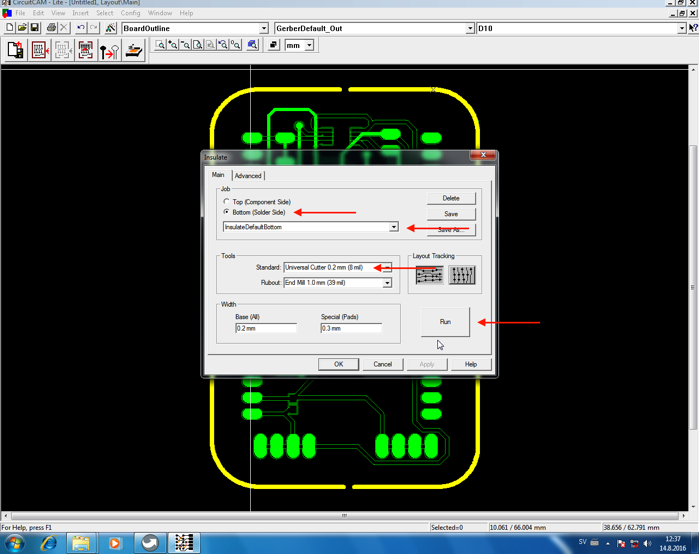 CircuitCAM - Lite - [Untitled1, Layout\Main]
File Edit View Insert Select Config Window Help
BoardOutline GerberDefault_Out D10
mm
Insulate
Main Advanced
Job
Top (Component Side)
Bottom (Solder Side)
InsulateDefaultBottom
Delete
Save
Save As...
Tools
Standard: Universal Cutter 0.2 mm (8 mil)
Rubout: End Mill 1.0 mm (39 mil)
Layout Tracking
Width
Base (All) Special (Pads)
0.2 mm 0.3 mm
Run
OK Cancel Apply Help
For Help, press F1 Selected=0 10.061 / 66.004 mm 38.656 / 62.791 mm
SV 12:37
14.8.2016